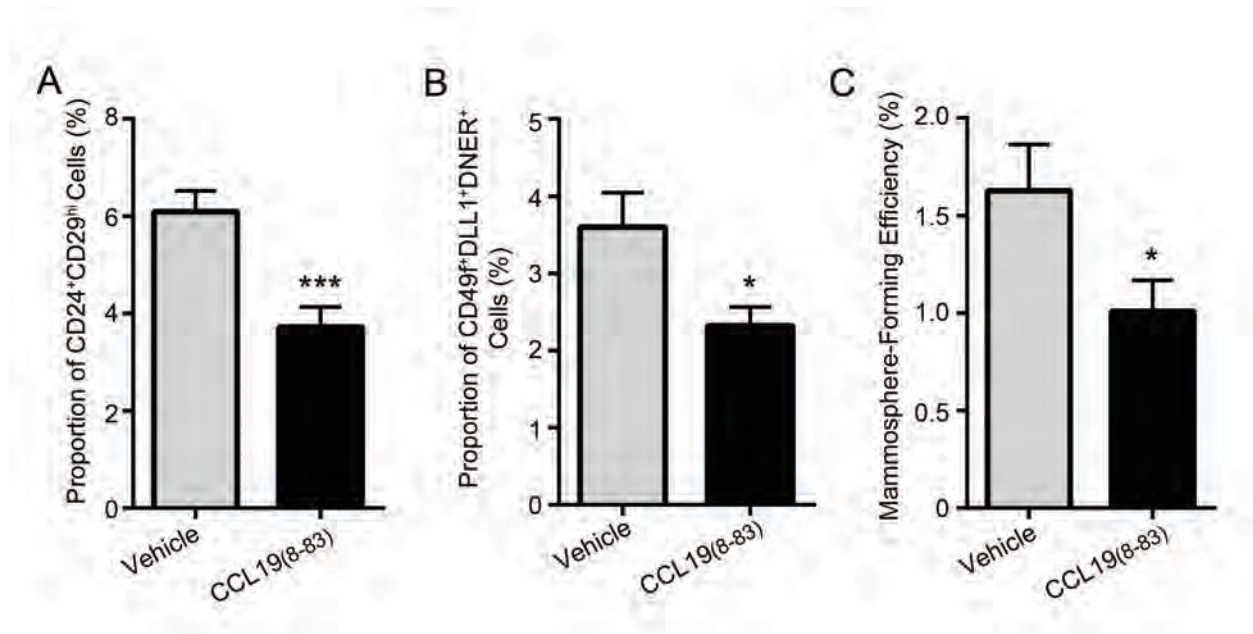 A
Proportion of CD24⁺CD29ʰⁱ Cells (%)
8
6
4
2
0
***
Vehicle
CCL19(8-83)
B
Proportion of CD49f⁺DLL1⁺DNER⁺
Cells (%)
5
4
3
2
1
0
*
Vehicle
CCL19(8-83)
C
Mammosphere-Forming Efficiency (%)
2.0
1.5
1.0
0.5
0
*
Vehicle
CCL19(8-83)